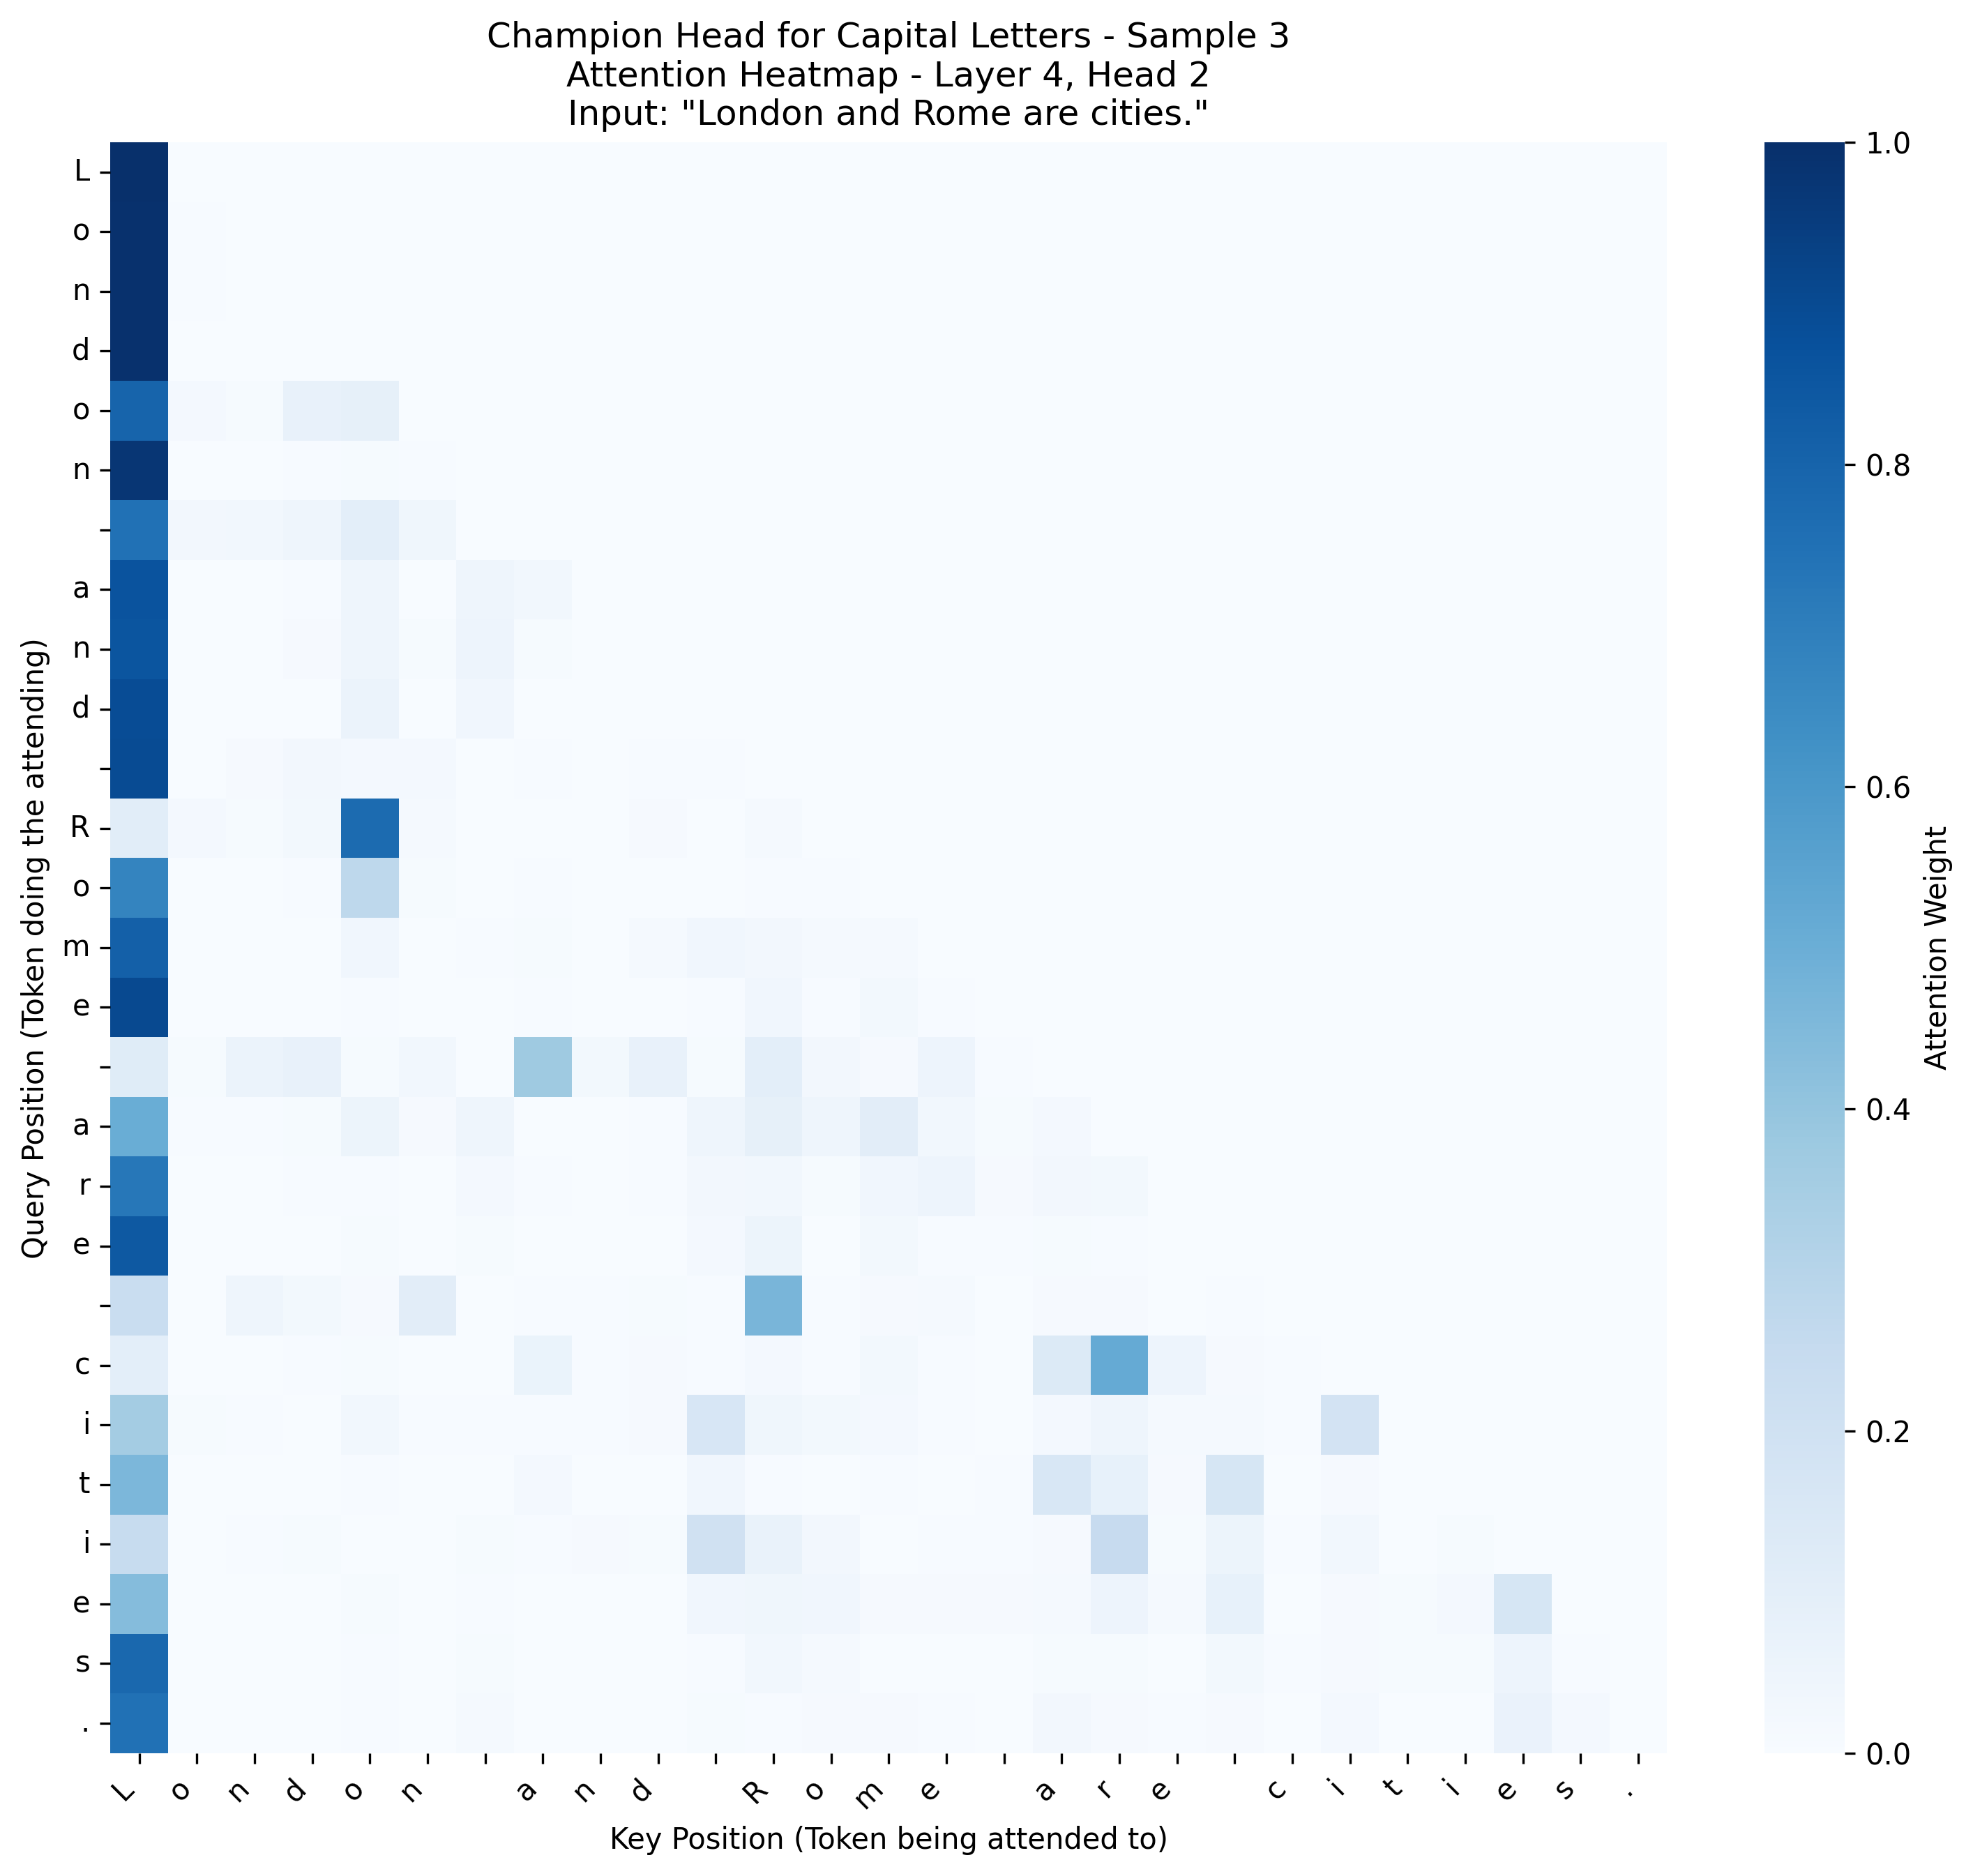 Champion Head for Capital Letters - Sample 3
Attention Heatmap - Layer 4, Head 2
Input: "London and Rome are cities."
Query Position (Token doing the attending)
L
o
n
d
o
n
a
n
d
R
o
m
e
a
r
e
c
i
t
i
e
s
.
L o n d o n a n d R o m e a r e c i t i e s .
Key Position (Token being attended to)
1.0
0.8
0.6
0.4
0.2
0.0
Attention Weight